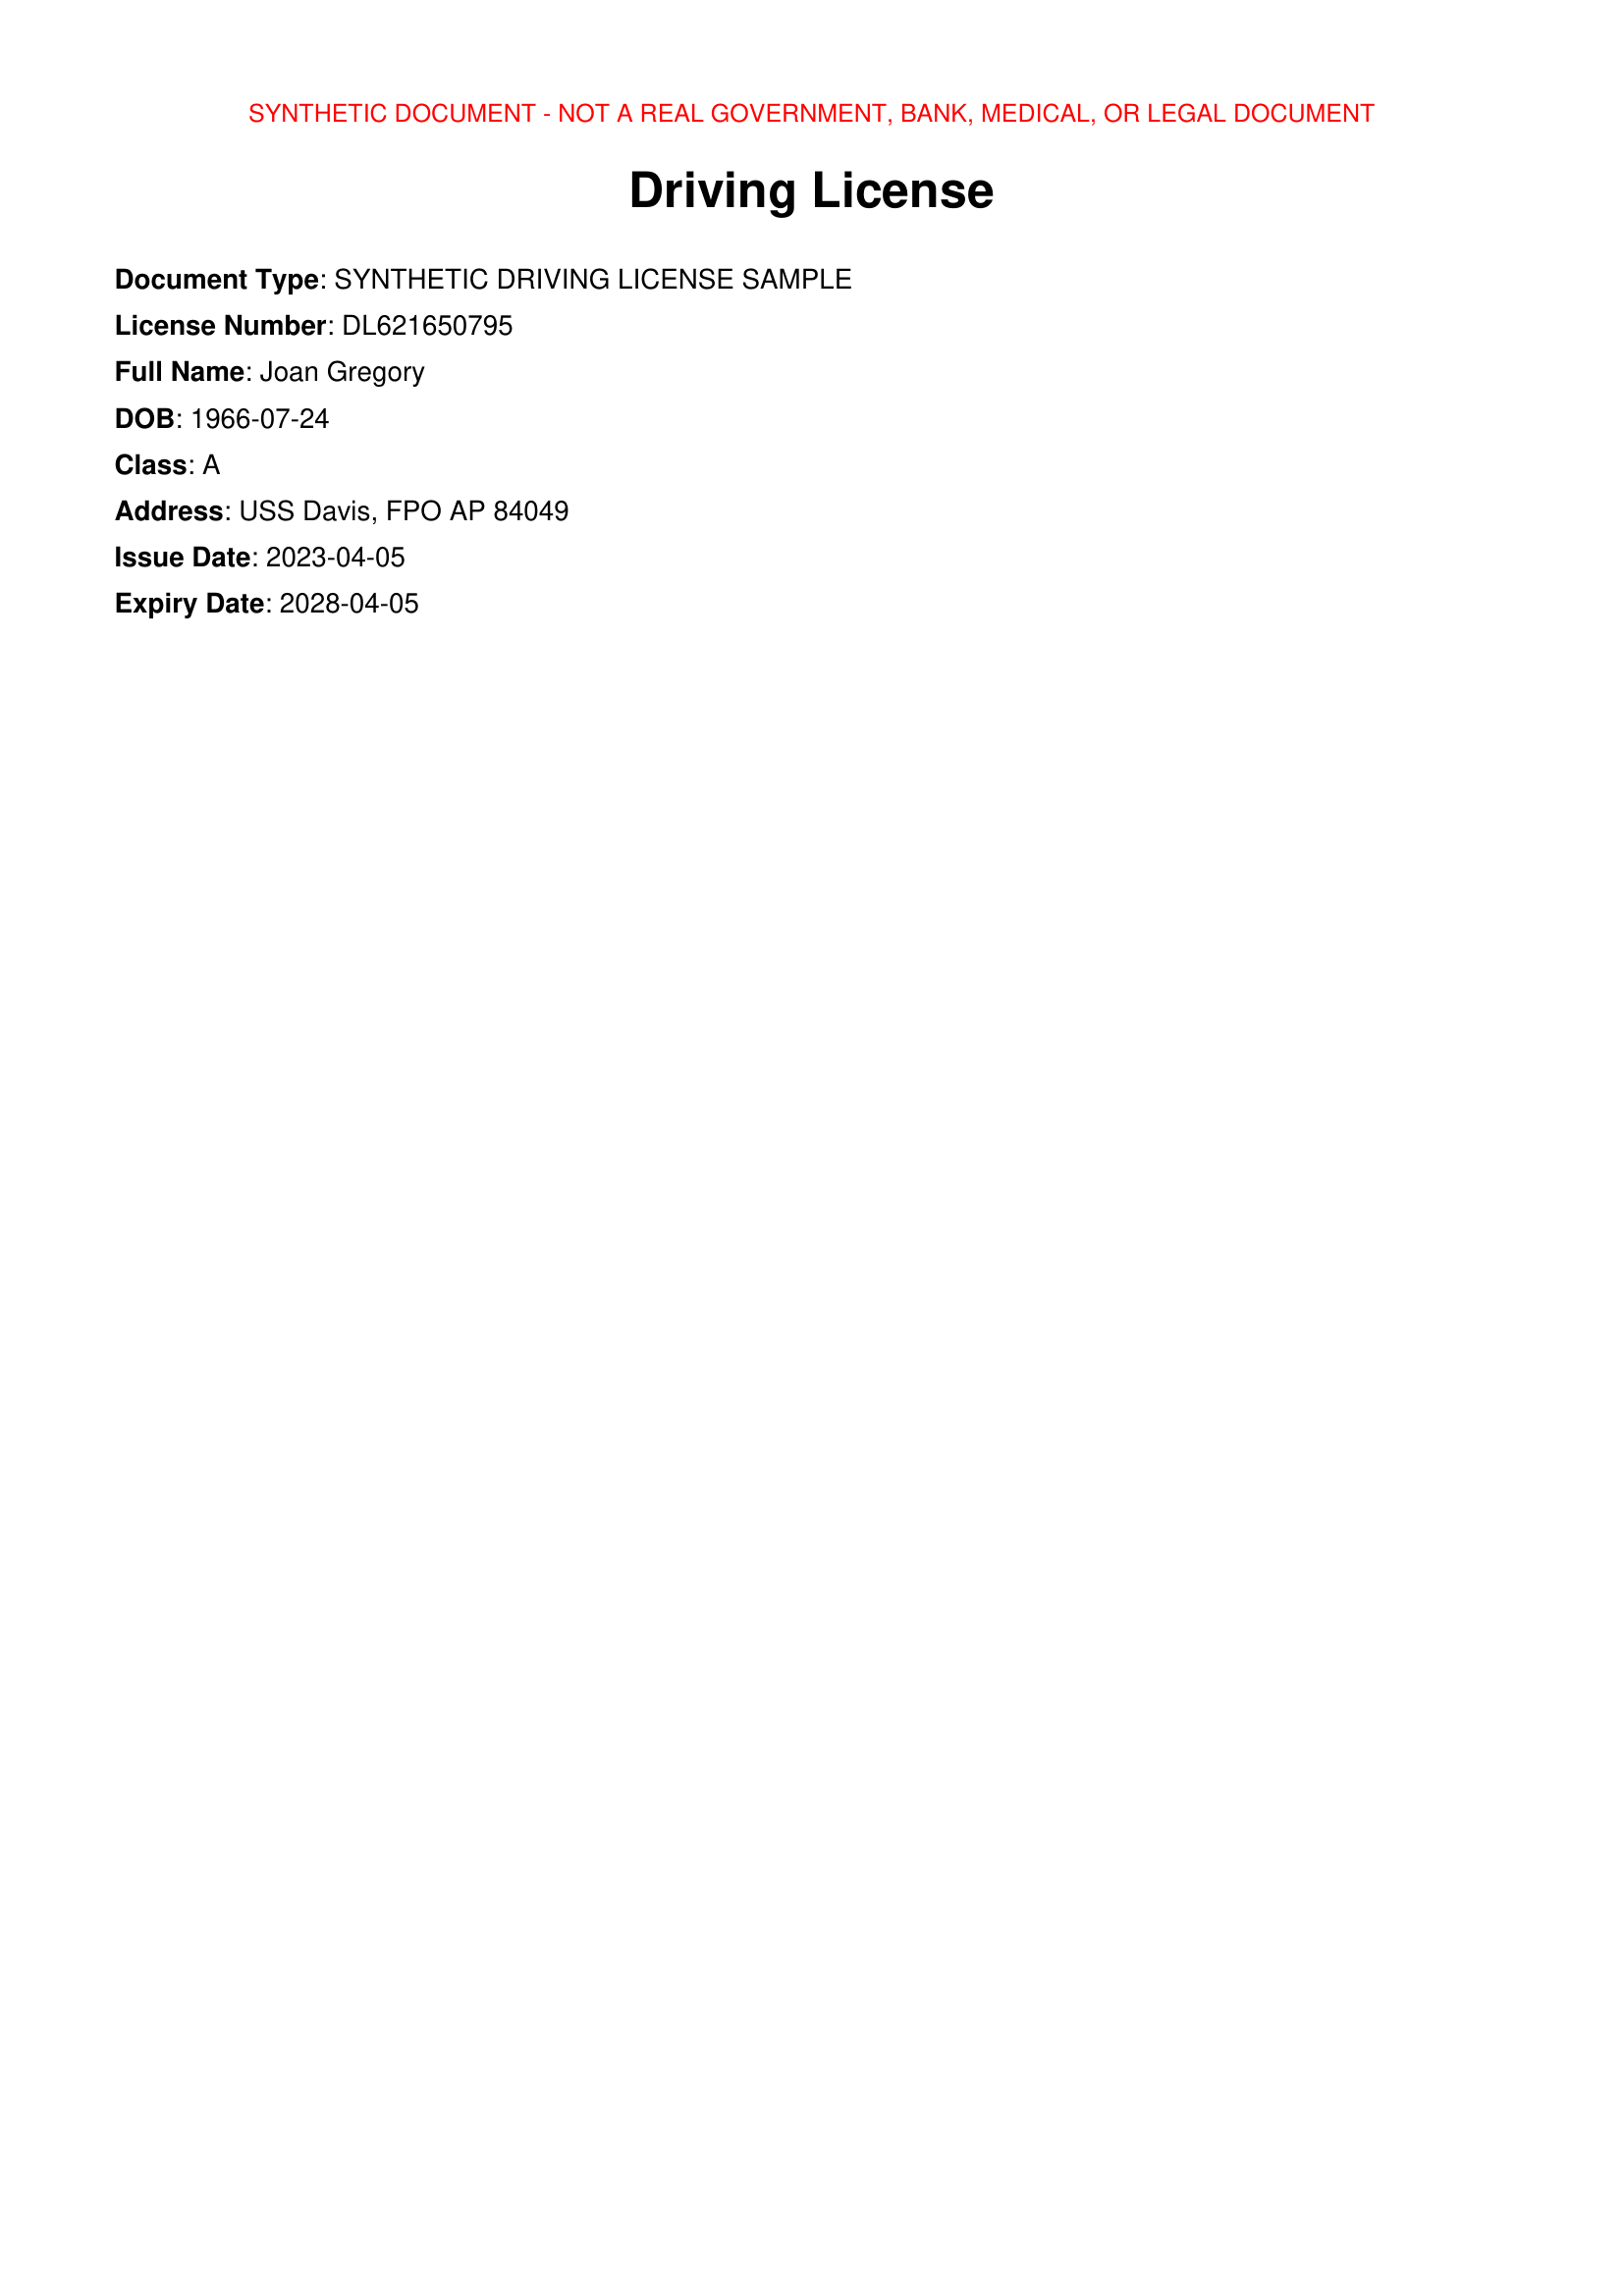 SYNTHETIC DOCUMENT - NOT A REAL GOVERNMENT, BANK, MEDICAL, OR LEGAL DOCUMENT
Driving License
Document Type: SYNTHETIC DRIVING LICENSE SAMPLE
License Number: DL621650795
Full Name: Joan Gregory
DOB: 1966-07-24
Class: A
Address: USS Davis, FPO AP 84049
Issue Date: 2023-04-05
Expiry Date: 2028-04-05